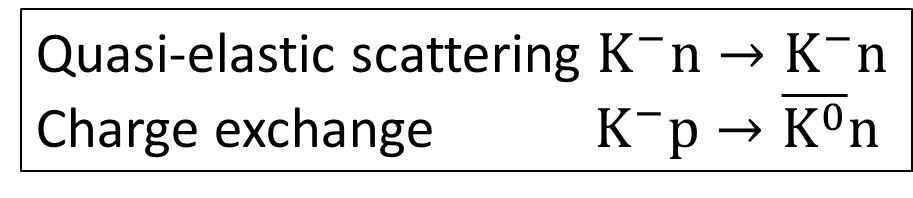 Quasi-elastic scattering K⁻n → K⁻n
Charge exchange K⁻p → K̅⁰n